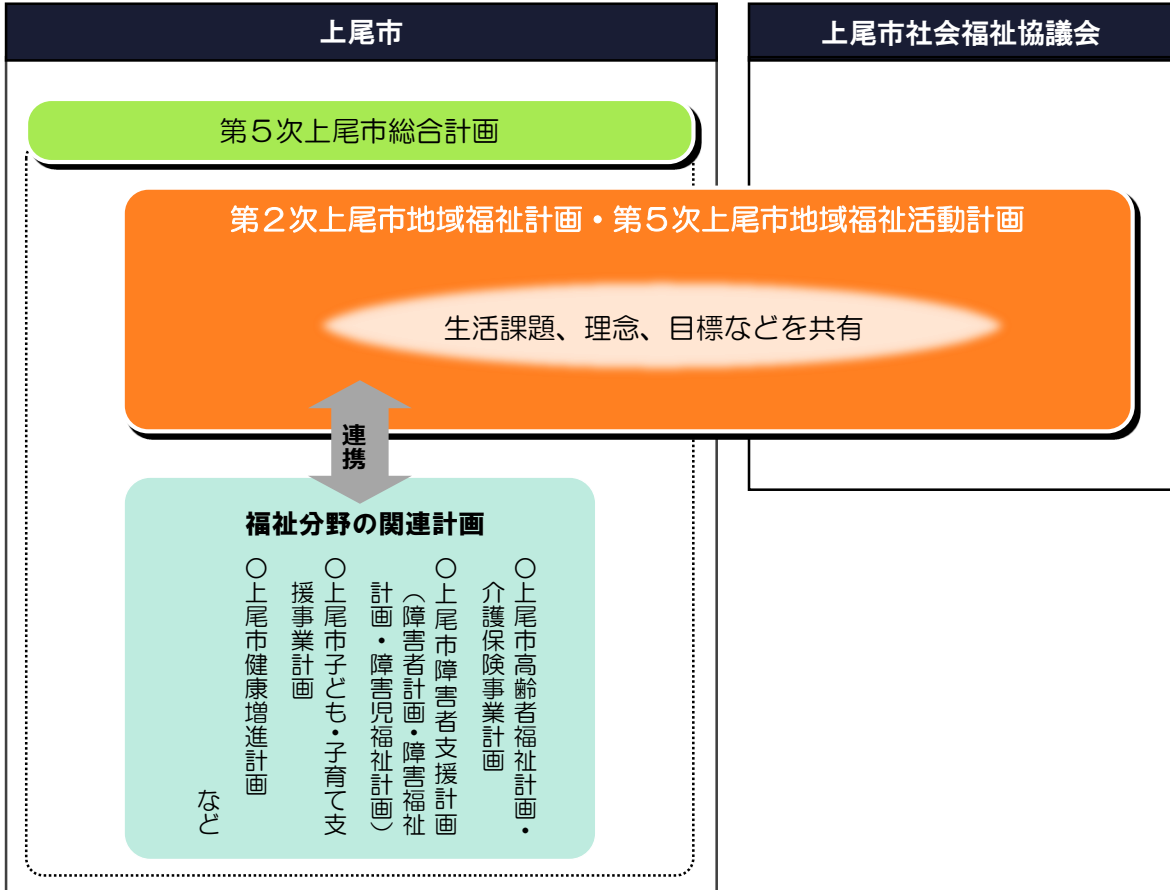 上尾市
上尾市社会福祉協議会
第５次上尾市総合計画
第２次上尾市地域福祉計画・第５次上尾市地域福祉活動計画
生活課題、理念、目標などを共有
連携
福祉分野の関連計画
〇上尾市高齢者福祉計画・
介護保険事業計画
〇上尾市障害者支援計画
（障害者計画・障害福祉
計画・障害児福祉計画）
〇上尾市子ども・子育て支
援事業計画
〇上尾市健康増進計画
など